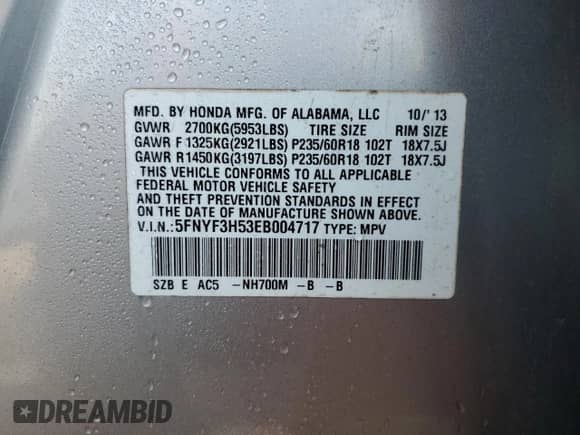 MFD. BY HONDA MFG. OF ALABAMA, LLC 10/'13
GVWR 2700KG(5953LBS) TIRE SIZE RIM SIZE
GAWR F 1325KG(2921LBS) P235/60R18 102T 18X7.5J
GAWR R1450KG(3197LBS) P235/60R18 102T 18X7.5J
THIS VEHICLE CONFORMS TO ALL APPLICABLE
FEDERAL MOTOR VEHICLE SAFETY
AND THEFT PREVENTION STANDARDS IN EFFECT
ON THE DATE OF MANUFACTURE SHOWN ABOVE.
V.I.N.:5FNYF3H53EB004717 TYPE: MPV
SZB E AC5 -NH700M -B -B
DREAMBID